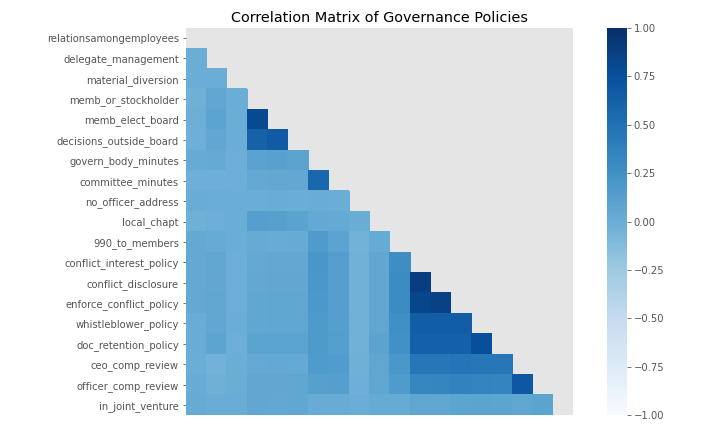 Correlation Matrix of Governance Policies
relationsamongemployees
delegate_management
material_diversion
memb_or_stockholder
memb_elect_board
decisions_outside_board
govern_body_minutes
committee_minutes
no_officer_address
local_chapt
990_to_members
conflict_interest_policy
conflict_disclosure
enforce_conflict_policy
whistleblower_policy
doc_retention_policy
ceo_comp_review
officer_comp_review
in_joint_venture
1.00
0.75
0.50
0.25
0.00
−0.25
−0.50
−0.75
−1.00